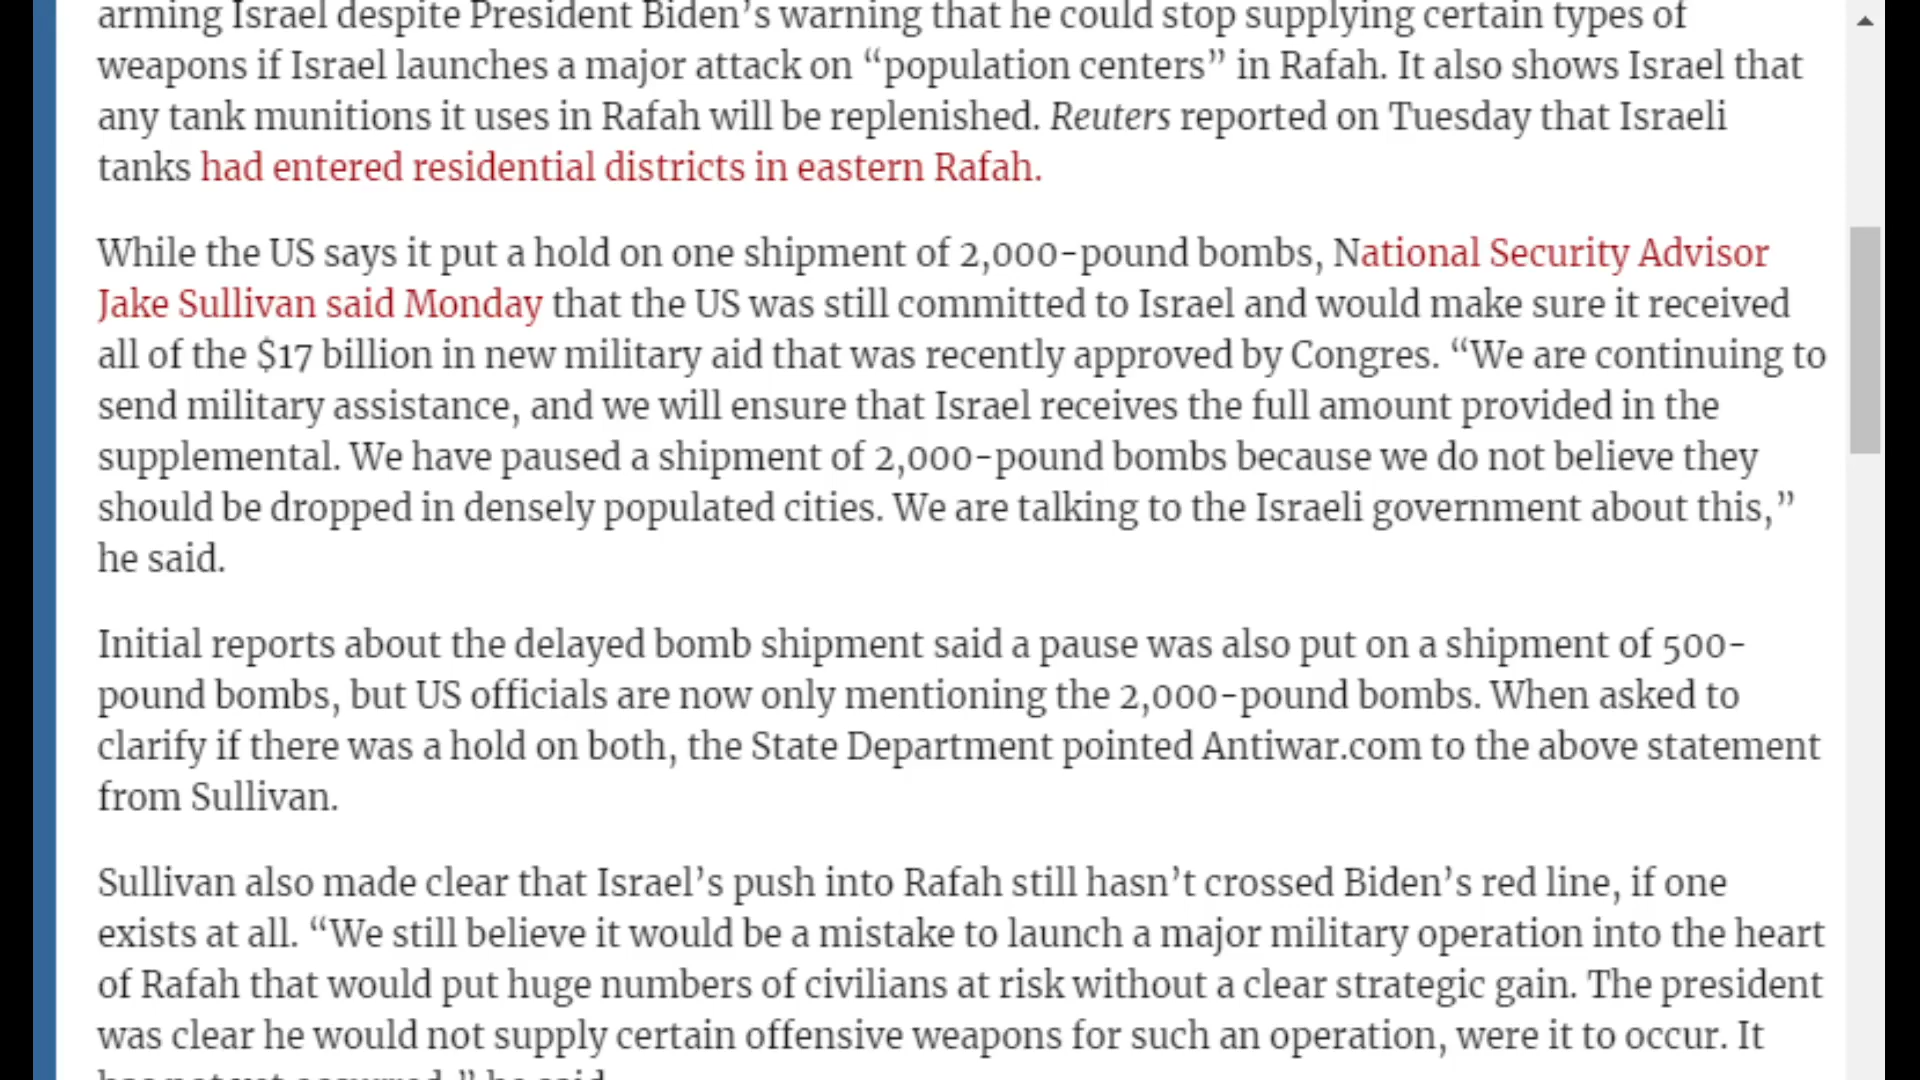 arming Israel despite President Biden’s warning that he could stop supplying certain types of
weapons if Israel launches a major attack on “population centers” in Rafah. It also shows Israel that
any tank munitions it uses in Rafah will be replenished. Reuters reported on Tuesday that Israeli
tanks had entered residential districts in eastern Rafah.
While the US says it put a hold on one shipment of 2,000-pound bombs, National Security Advisor
Jake Sullivan said Monday that the US was still committed to Israel and would make sure it received
all of the $17 billion in new military aid that was recently approved by Congres. “We are continuing to
send military assistance, and we will ensure that Israel receives the full amount provided in the
supplemental. We have paused a shipment of 2,000-pound bombs because we do not believe they
should be dropped in densely populated cities. We are talking to the Israeli government about this,”
he said.
Initial reports about the delayed bomb shipment said a pause was also put on a shipment of 500-
pound bombs, but US officials are now only mentioning the 2,000-pound bombs. When asked to
clarify if there was a hold on both, the State Department pointed Antiwar.com to the above statement
from Sullivan.
Sullivan also made clear that Israel’s push into Rafah still hasn’t crossed Biden’s red line, if one
exists at all. “We still believe it would be a mistake to launch a major military operation into the heart
of Rafah that would put huge numbers of civilians at risk without a clear strategic gain. The president
was clear he would not supply certain offensive weapons for such an operation, were it to occur. It
has not yet occurred,” he said.